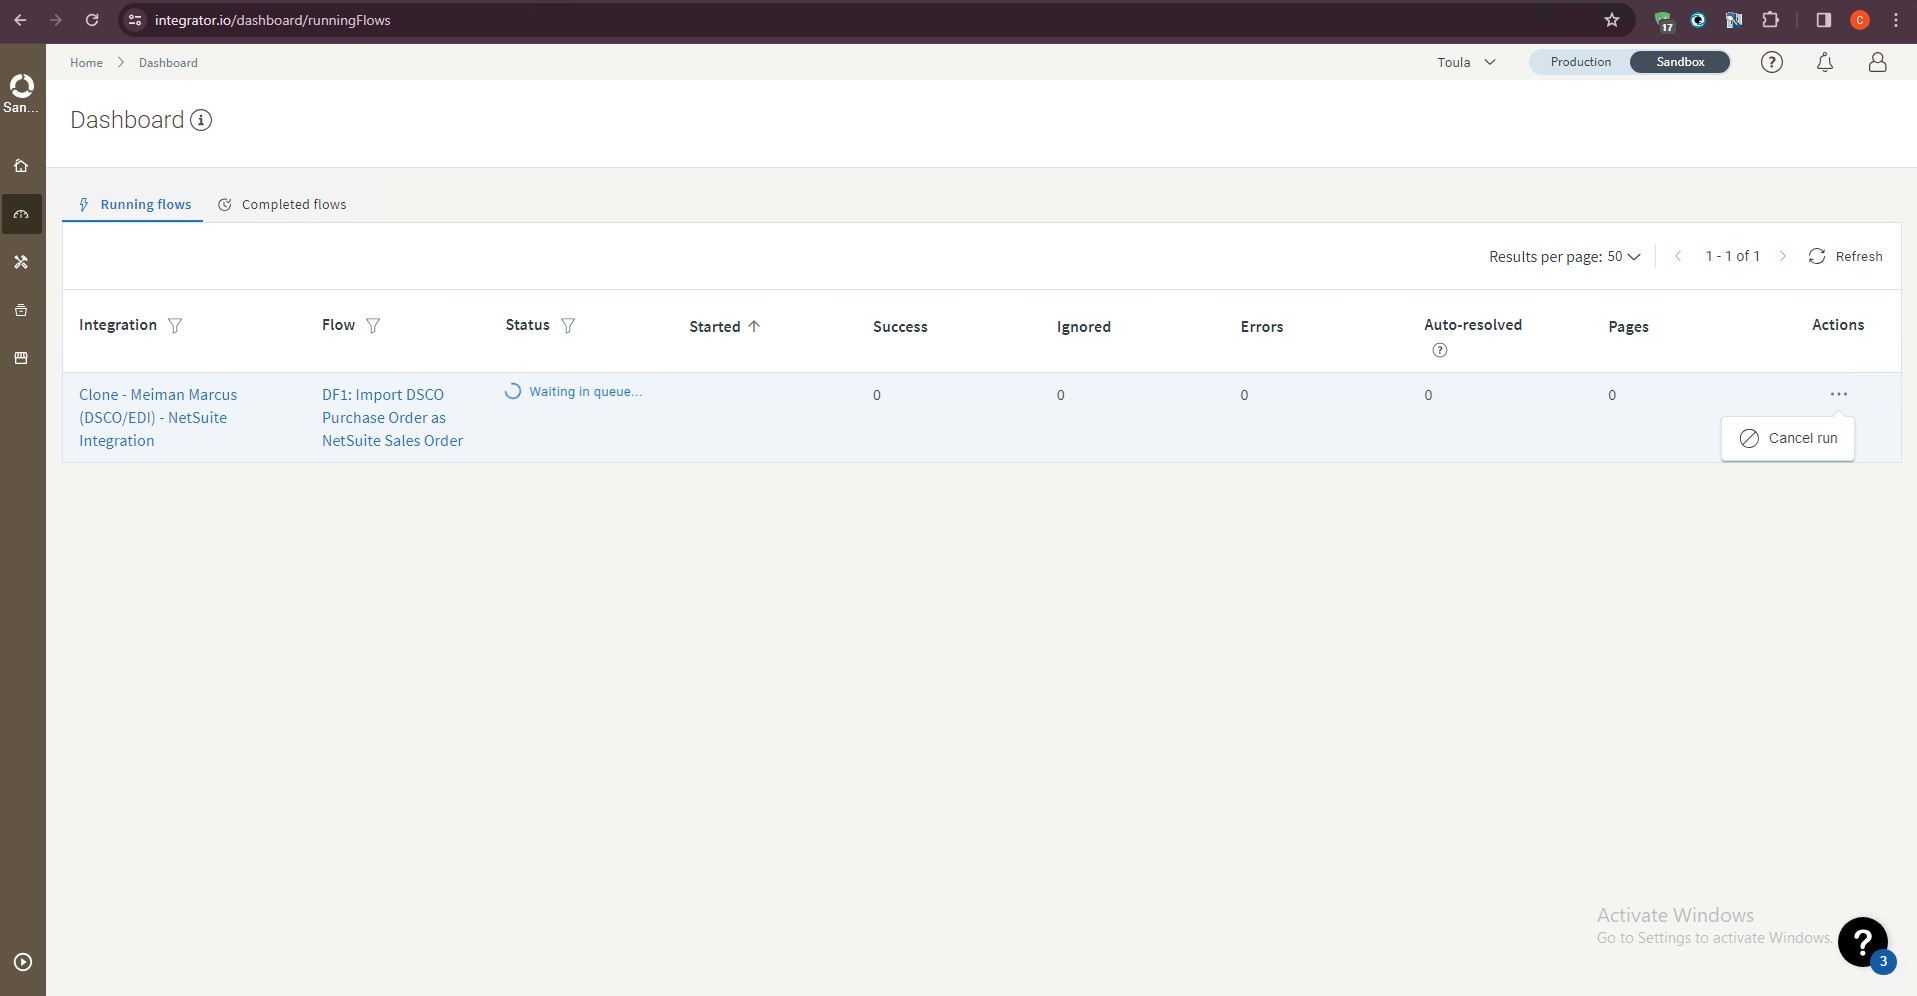 integrator.io/dashboard/runningFlows
17
C
Home
Dashboard
Toula
Production
Sandbox
?
San...
Dashboard
i
Running flows
Completed flows
Results per page: 50
1 - 1 of 1
Refresh
Integration
Flow
Status
Started
Success
Ignored
Errors
Auto-resolved
?
Pages
Actions
Clone - Meiman Marcus
(DSCO/EDI) - NetSuite
Integration
DF1: Import DSCO
Purchase Order as
NetSuite Sales Order
Waiting in queue...
0
0
0
0
0
...
Cancel run
Activate Windows
Go to Settings to activate Windows.
?
3